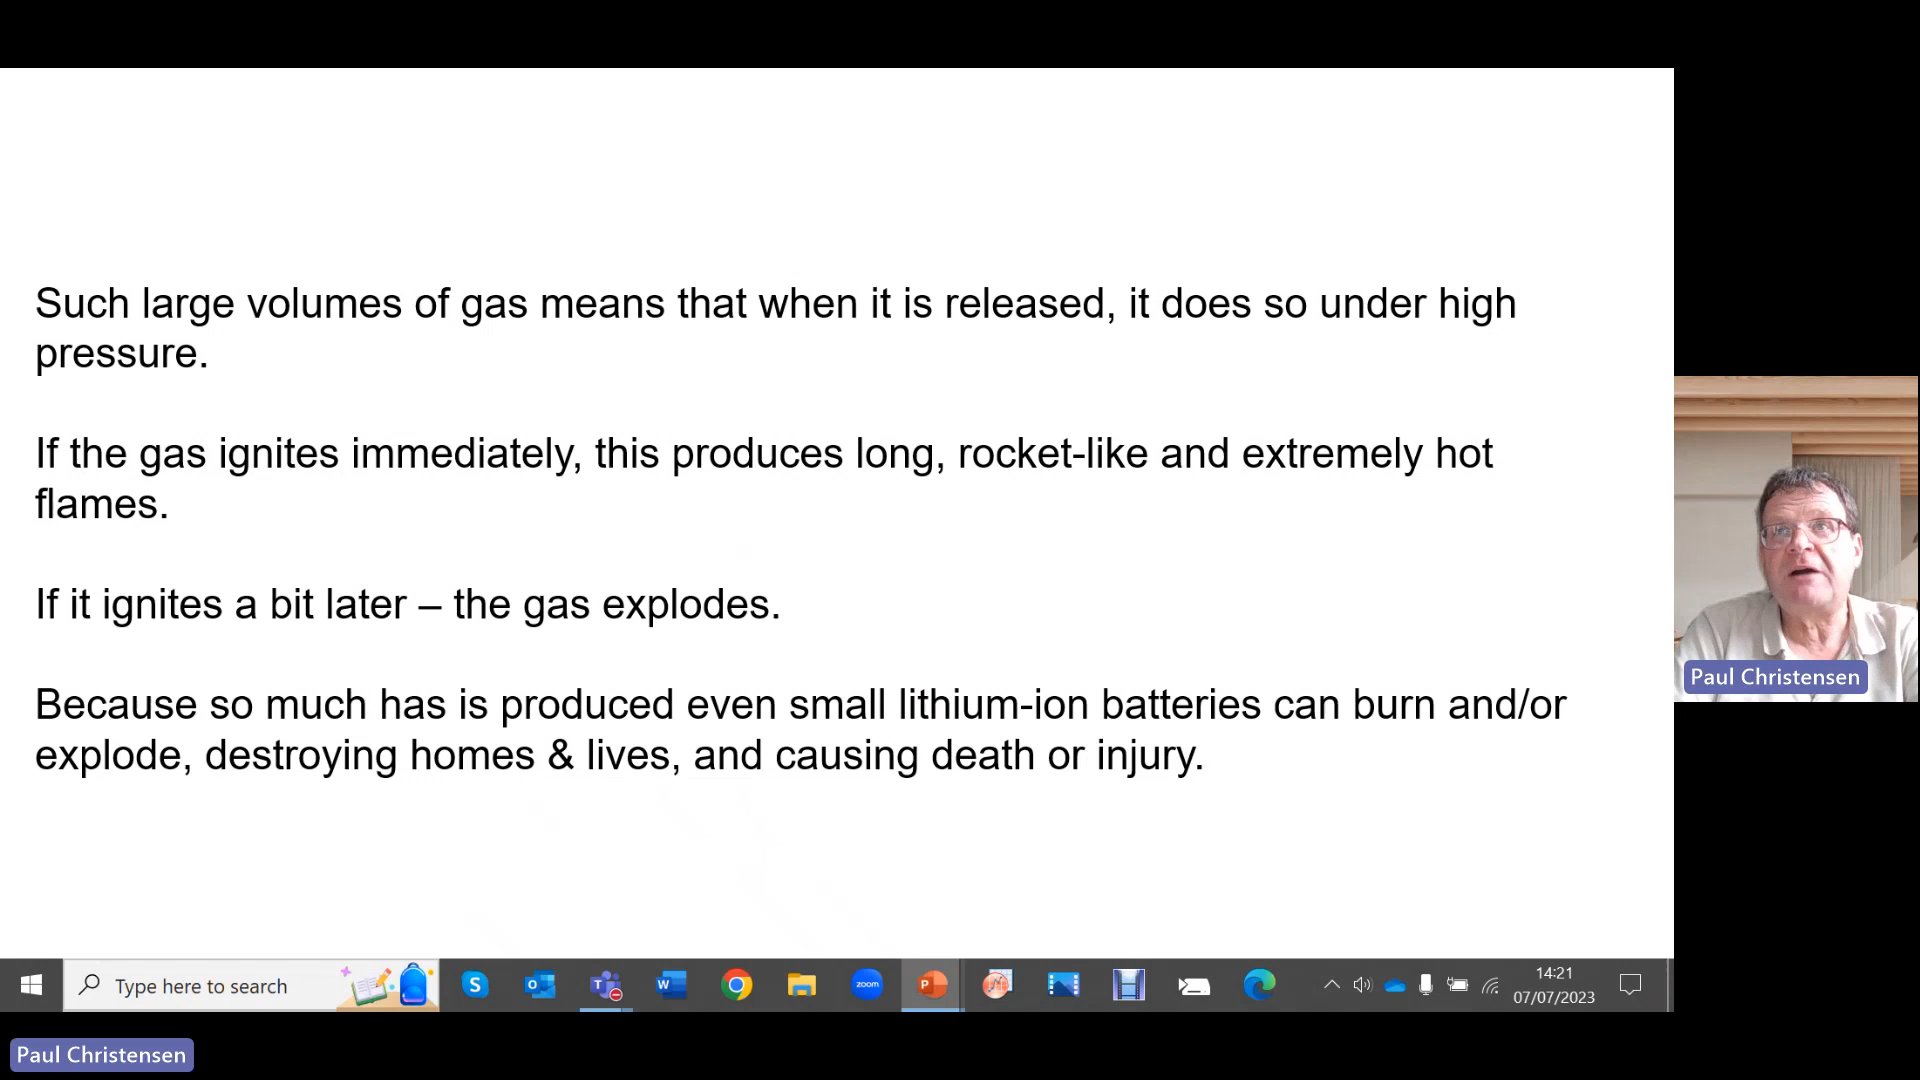 Such large volumes of gas means that when it is released, it does so under high
pressure.
If the gas ignites immediately, this produces long, rocket-like and extremely hot
flames.
If it ignites a bit later – the gas explodes.
Because so much has is produced even small lithium-ion batteries can burn and/or
explode, destroying homes & lives, and causing death or injury.
Paul Christensen
Type here to search
zoom
14:21
07/07/2023
Paul Christensen